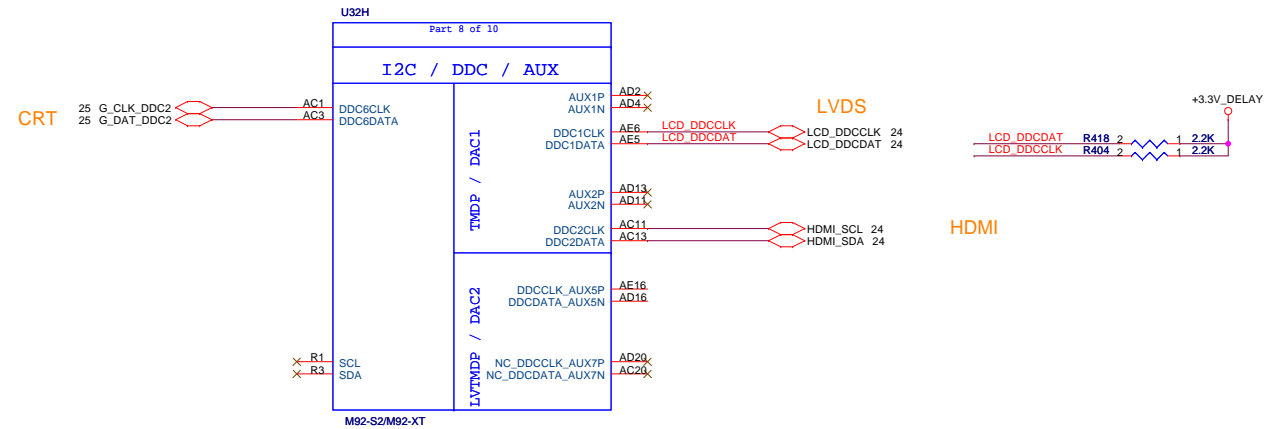 U32H
Part 8 of 10
I2C / DDC / AUX
CRT
25 G_CLK_DDC2
25 G_DAT_DDC2
AC1
AC3
DDC6CLK
DDC6DATA
R1
R3
SCL
SDA
TMDP / DAC1
LVTMDP / DAC2
AUX1P
AUX1N
AD2
AD4
DDC1CLK
DDC1DATA
AE6
AE5
LCD_DDCCLK
LCD_DDCDAT
LVDS
LCD_DDCCLK 24
LCD_DDCDAT 24
AUX2P
AUX2N
AD13
AD11
DDC2CLK
DDC2DATA
AC11
AC13
HDMI_SCL 24
HDMI_SDA 24
HDMI
DDCCLK_AUX5P
DDCDATA_AUX5N
AE16
AD16
NC_DDCCLK_AUX7P
NC_DDCDATA_AUX7N
AD20
AC20
M92-S2/M92-XT
+3.3V_DELAY
LCD_DDCDAT R418 2 1 2.2K
LCD_DDCCLK R404 2 1 2.2K